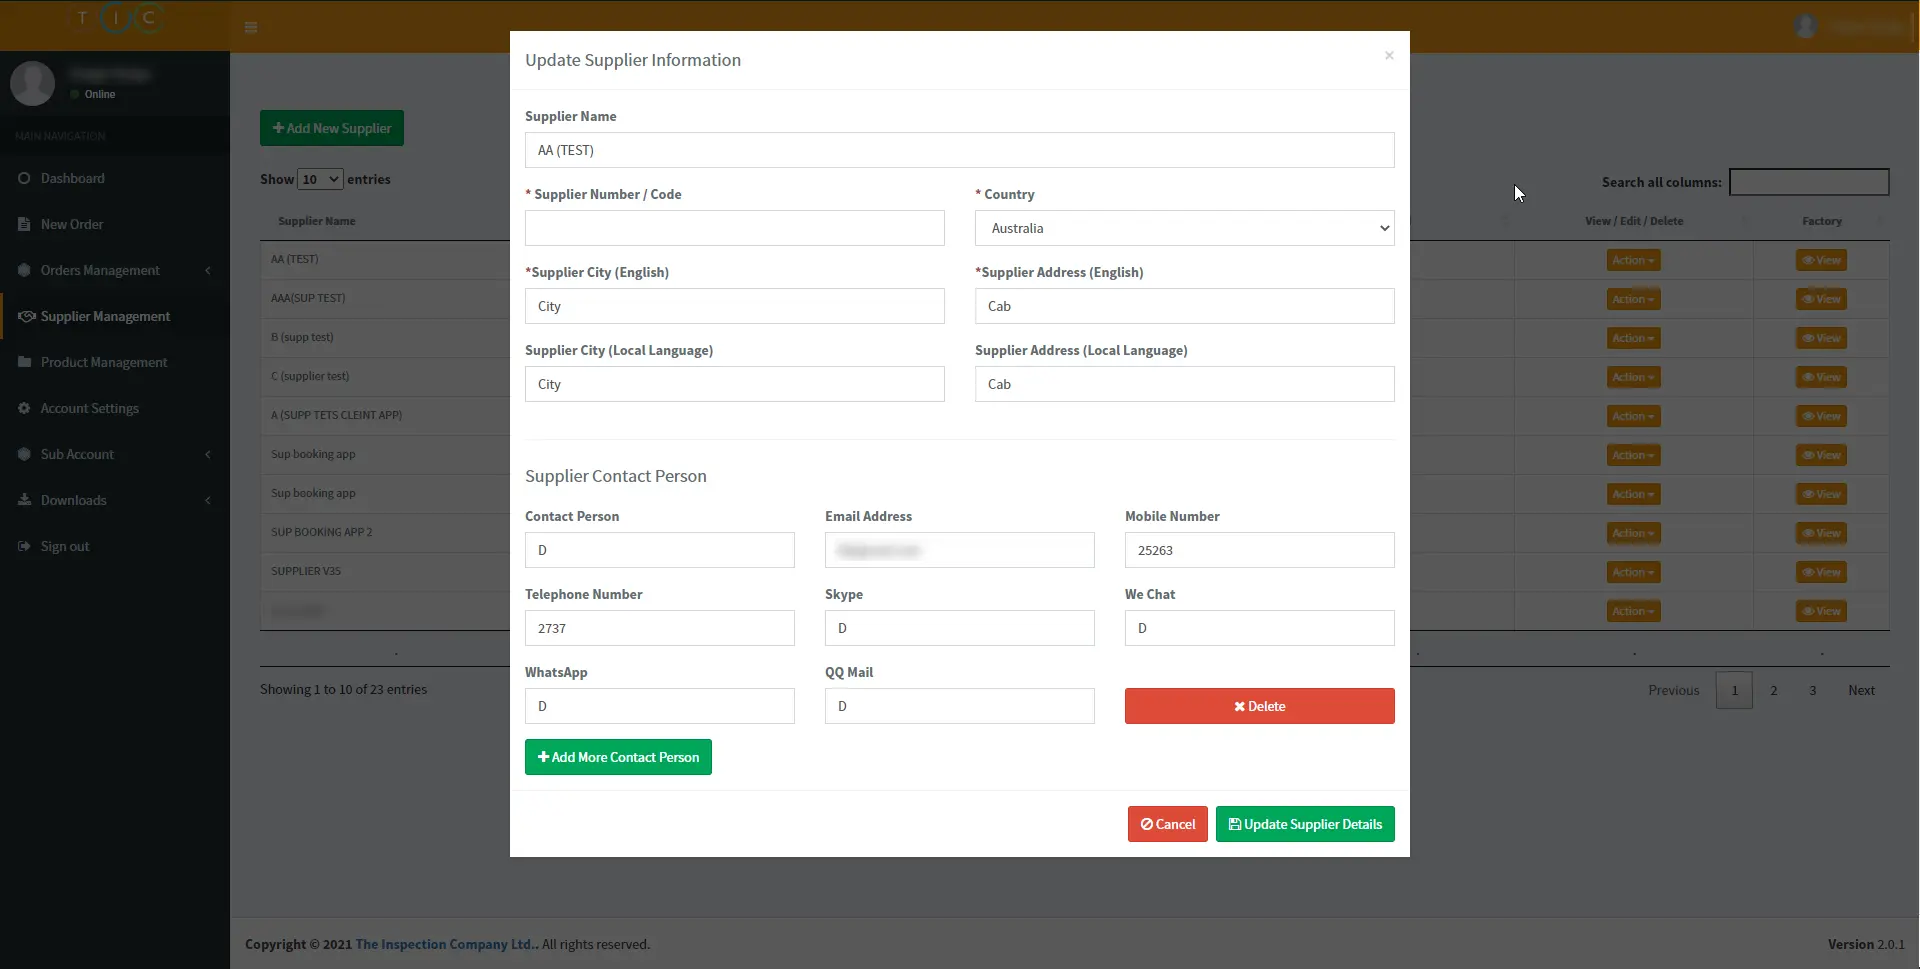 T I C
Online
MAIN NAVIGATION
Dashboard
New Order
Orders Management
Supplier Management
Product Management
Account Settings
Sub Account
Downloads
Sign out
Add New Supplier
Show 10 entries
Search all columns:
Supplier Name
View / Edit / Delete
Factory
AA (TEST)
Action
View
AAA(SUP TEST)
Action
View
B (supp test)
Action
View
C (supplier test)
Action
View
A (SUPP TETS CLEINT APP)
Action
View
Sup booking app
Action
View
Sup booking app
Action
View
SUP BOOKING APP 2
Action
View
SUPPLIER V35
Action
View
Action
View
Showing 1 to 10 of 23 entries
Previous 1 2 3 Next
Update Supplier Information
×
Supplier Name
AA (TEST)
* Supplier Number / Code
* Country
Australia
*Supplier City (English)
*Supplier Address (English)
City
Cab
Supplier City (Local Language)
Supplier Address (Local Language)
City
Cab
Supplier Contact Person
Contact Person
Email Address
Mobile Number
D
25263
Telephone Number
Skype
We Chat
2737
D
D
WhatsApp
QQ Mail
D
D
Delete
Add More Contact Person
Cancel
Update Supplier Details
Copyright © 2021 The Inspection Company Ltd.. All rights reserved.
Version 2.0.1